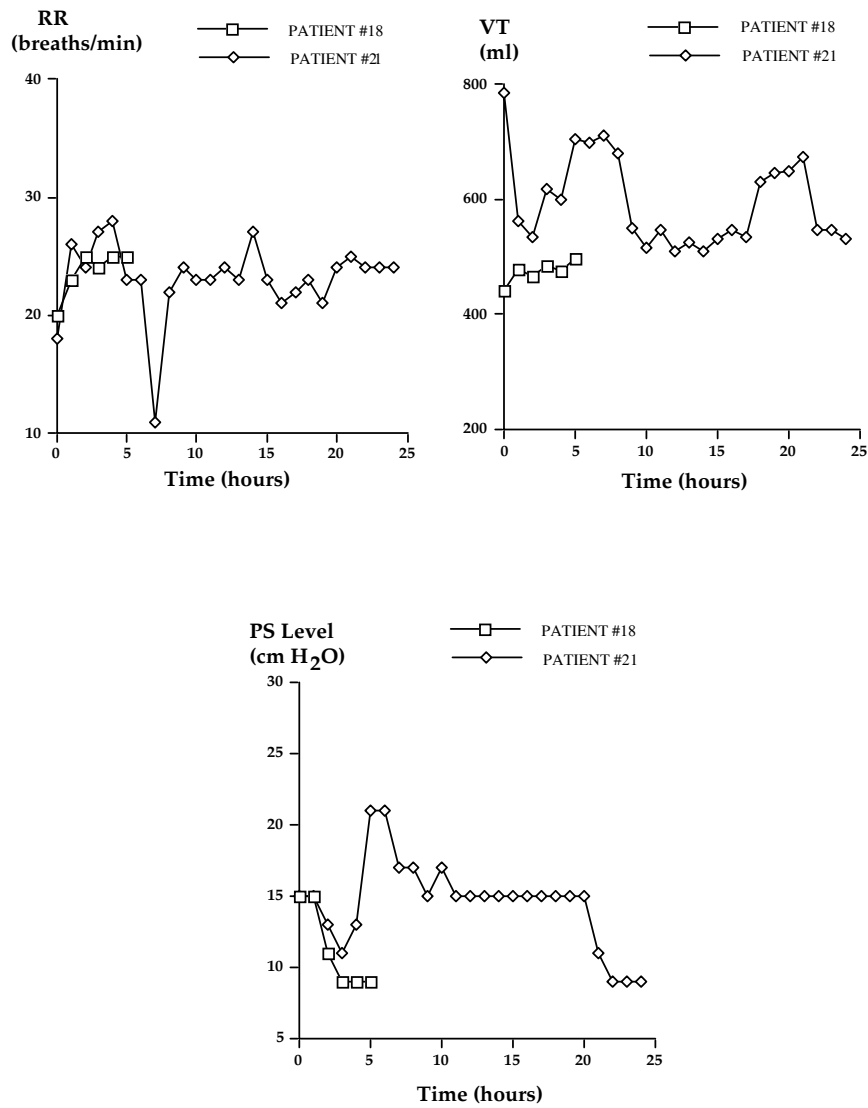 RR
(breaths/min)
PATIENT #18
PATIENT #21
40
30
20
10
0
5
10
15
20
25
Time (hours)
VT
(ml)
PATIENT #18
PATIENT #21
800
600
400
200
0
5
10
15
20
25
Time (hours)
PS Level
(cm H2O)
PATIENT #18
PATIENT #21
30
25
20
15
10
5
0
5
10
15
20
25
Time (hours)